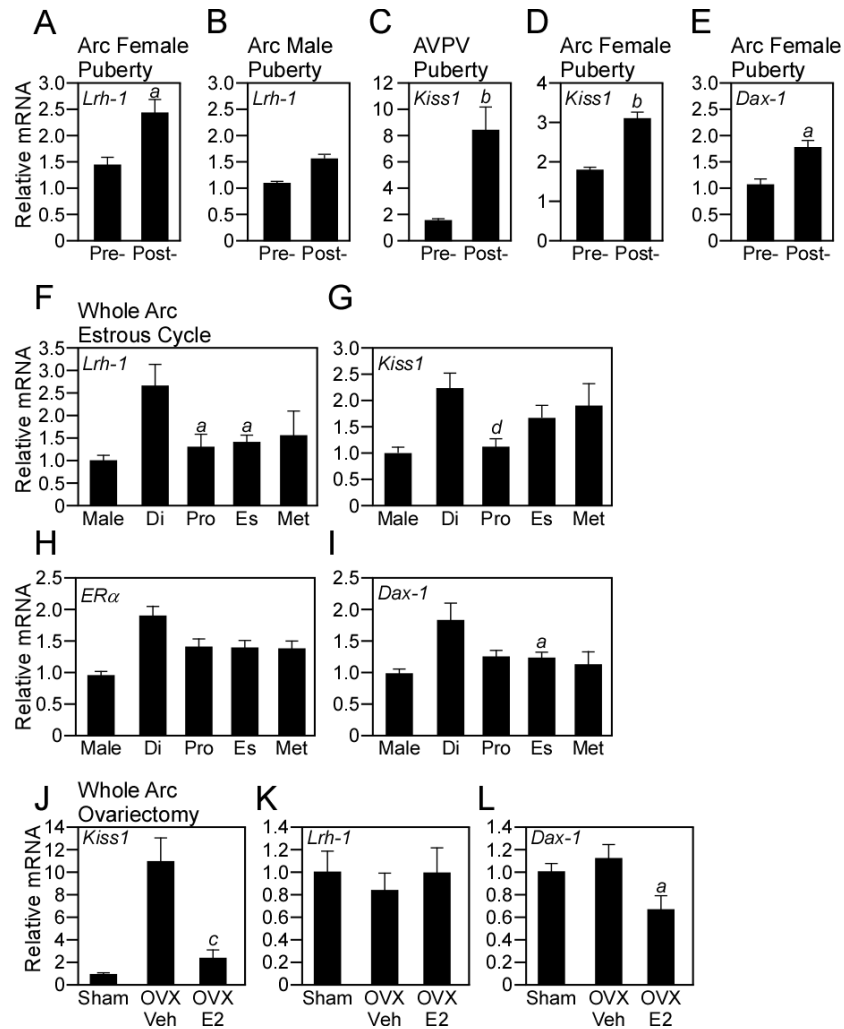 A B C D E
Arc Female Arc Male AVPV Arc Female Arc Female
Puberty Puberty Puberty Puberty Puberty
Relative mRNA
3.0
2.5
2.0
1.5
1.0
0.5
0
Lrh-1
a
Pre- Post-
3.0
2.5
2.0
1.5
1.0
0.5
0
Lrh-1
Pre- Post-
12
10
8
6
4
2
0
Kiss1
b
Pre- Post-
4
3
2
1
0
Kiss1
b
Pre- Post-
3.0
2.5
2.0
1.5
1.0
0.5
0
Dax-1
a
Pre- Post-
F Whole Arc
Estrous Cycle
Relative mRNA
3.5
3.0
2.5
2.0
1.5
1.0
0.5
0
Lrh-1
a a
Male Di Pro Es Met
G
3.0
2.5
2.0
1.5
1.0
0.5
0
Kiss1
d
Male Di Pro Es Met
H
Relative mRNA
2.5
2.0
1.5
1.0
0.5
0
ERα
Male Di Pro Es Met
I
2.5
2.0
1.5
1.0
0.5
0
Dax-1
a
Male Di Pro Es Met
J Whole Arc
Ovariectomy
Relative mRNA
14
12
10
8
6
4
2
0
Kiss1
c
Sham OVX OVX
Veh E2
K
1.4
1.2
1.0
0.8
0.6
0.4
0.2
0
Lrh-1
Sham OVX OVX
Veh E2
L
1.4
1.2
1.0
0.8
0.6
0.4
0.2
0
Dax-1
a
Sham OVX OVX
Veh E2